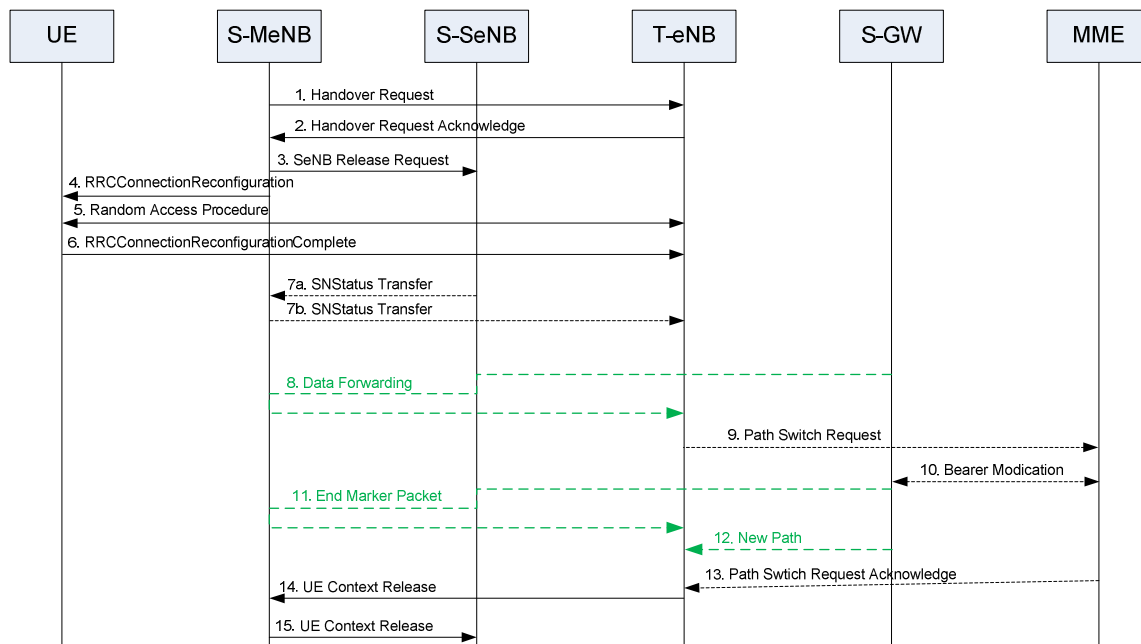 UE
S-MeNB
S-SeNB
T-eNB
S-GW
MME
1. Handover Request
2. Handover Request Acknowledge
3. SeNB Release Request
4. RRCConnectionReconfiguration
5. Random Access Procedure
6. RRCConnectionReconfigurationComplete
7a. SNStatus Transfer
7b. SNStatus Transfer
8. Data Forwarding
9. Path Switch Request
10. Bearer Modication
11. End Marker Packet
12. New Path
13. Path Swtich Request Acknowledge
14. UE Context Release
15. UE Context Release